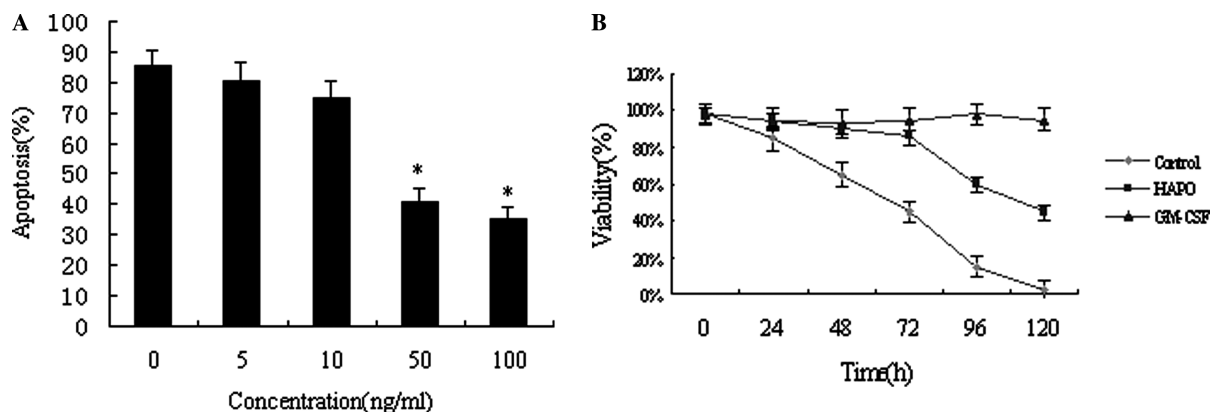 A
100
90
80
70
60
50
40
30
20
10
0
Apoptosis(%)
* *
0 5 10 50 100
Concentration(ng/ml)
B
120%
100%
80%
60%
40%
20%
0%
Viability(%)
0 24 48 72 96 120
Time(h)
Control
HAPO
GM-CSF